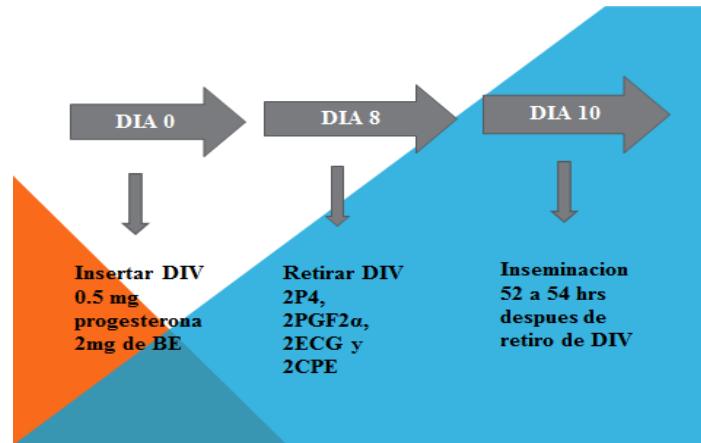 DIA 0
DIA 8
DIA 10
Insertar DIV
0.5 mg
progesterona
2mg de BE
Retirar DIV
2P4,
2PGF2α,
2ECG y
2CPE
Inseminacion
52 a 54 hrs
despues de
retiro de DIV